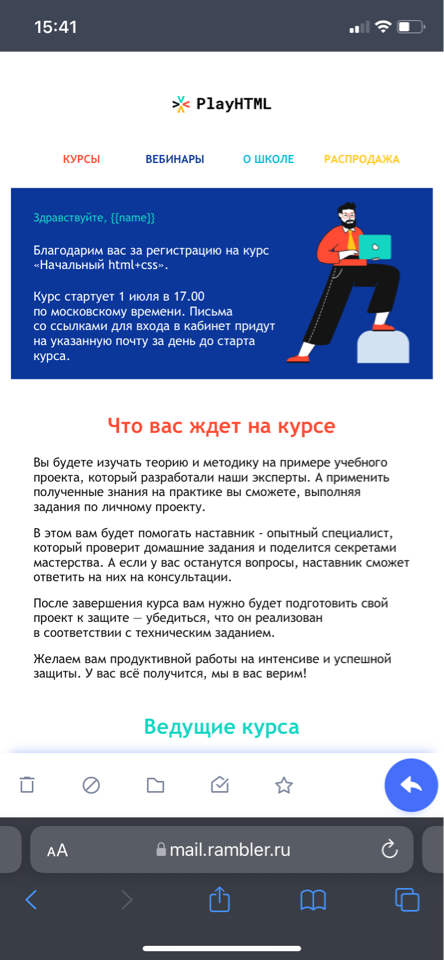 15:41
PlayHTML
КУРСЫ ВЕБИНАРЫ О ШКОЛЕ РАСПРОДАЖА
Здравствуйте, {{name}}
Благодарим вас за регистрацию на курс
«Начальный html+css».
Курс стартует 1 июля в 17.00
по московскому времени. Письма
со ссылками для входа в кабинет придут
на указанную почту за день до старта
курса.
Что вас ждет на курсе
Вы будете изучать теорию и методику на примере учебного
проекта, который разработали наши эксперты. А применить
полученные знания на практике вы сможете, выполняя
задания по личному проекту.
В этом вам будет помогать наставник - опытный специалист,
который проверит домашние задания и поделится секретами
мастерства. А если у вас останутся вопросы, наставник сможет
ответить на них на консультации.
После завершения курса вам нужно будет подготовить свой
проект к защите — убедиться, что он реализован
в соответствии с техническим заданием.
Желаем вам продуктивной работы на интенсиве и успешной
защиты. У вас всё получится, мы в вас верим!
Ведущие курса
AA mail.rambler.ru